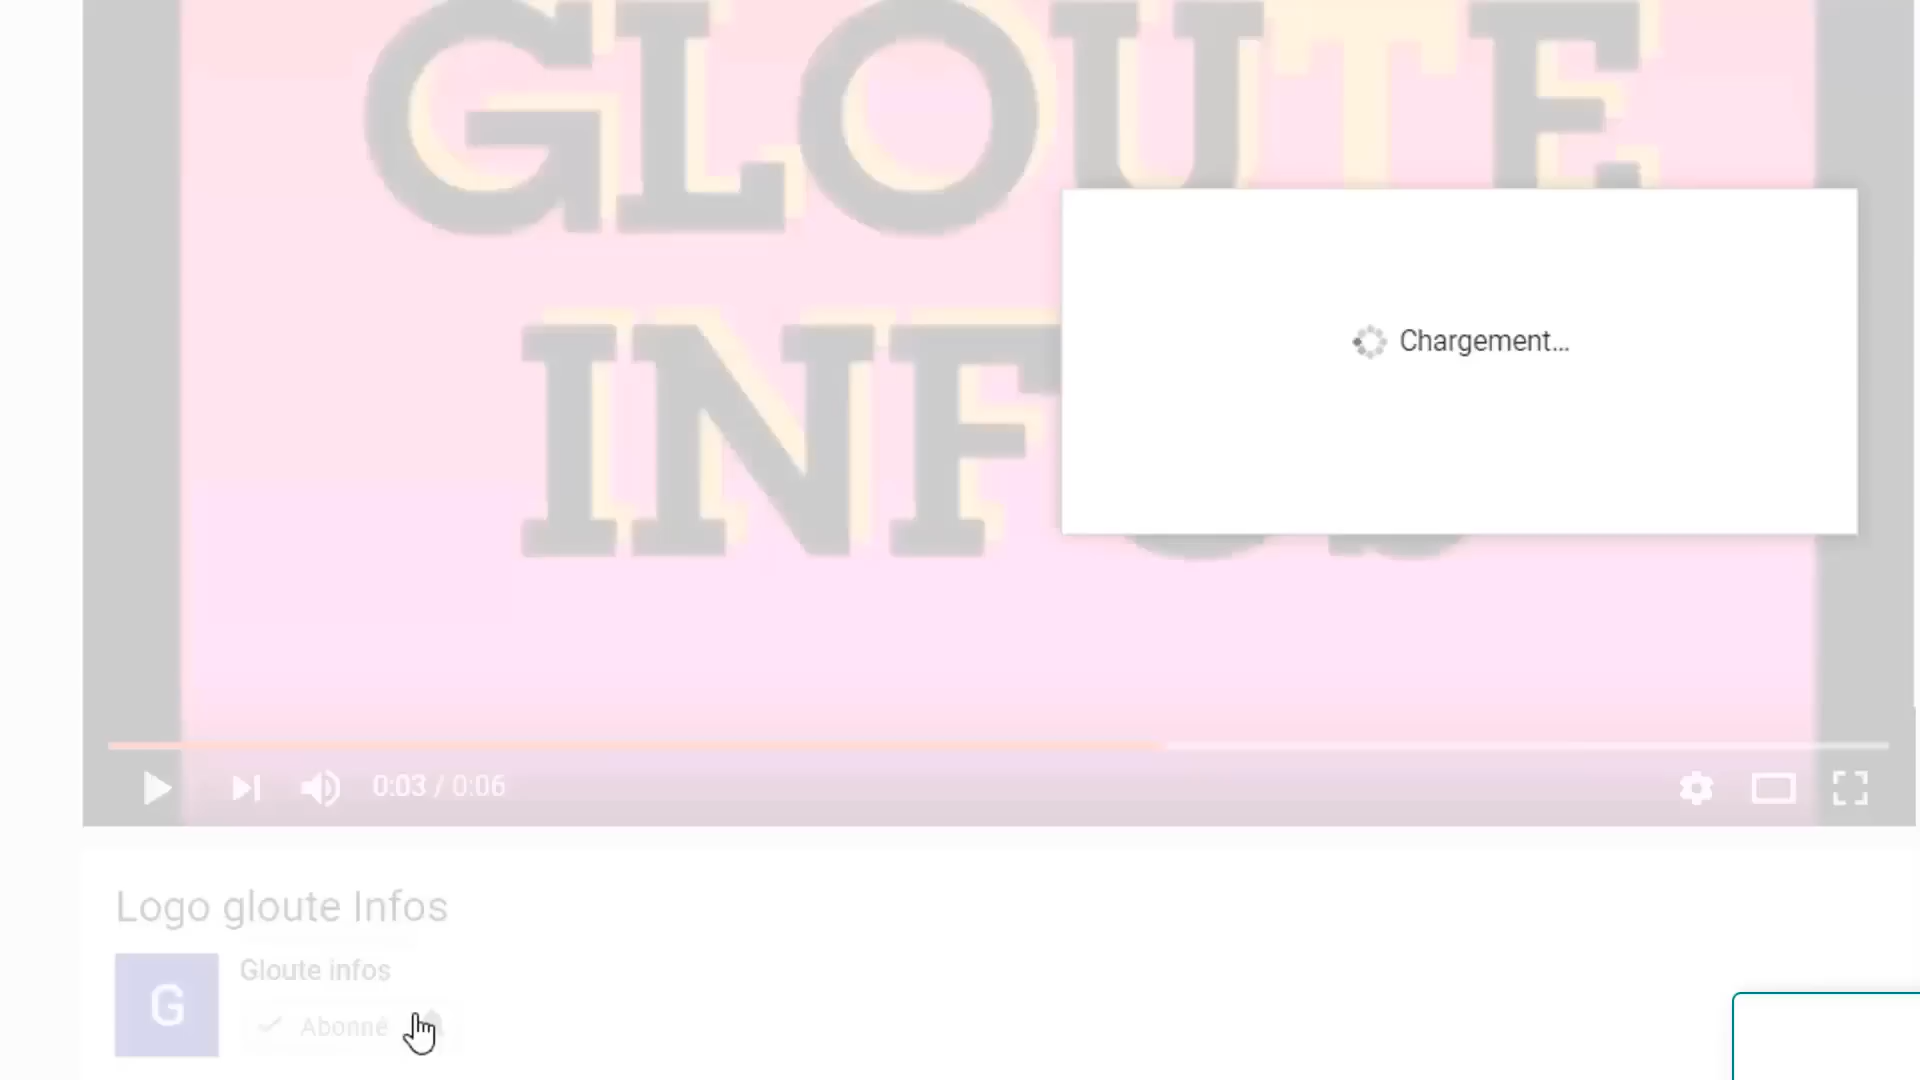 GLOUTE
INF
Chargement...
0:03 / 0:06
Logo gloute Infos
G
Gloute infos
Abonné